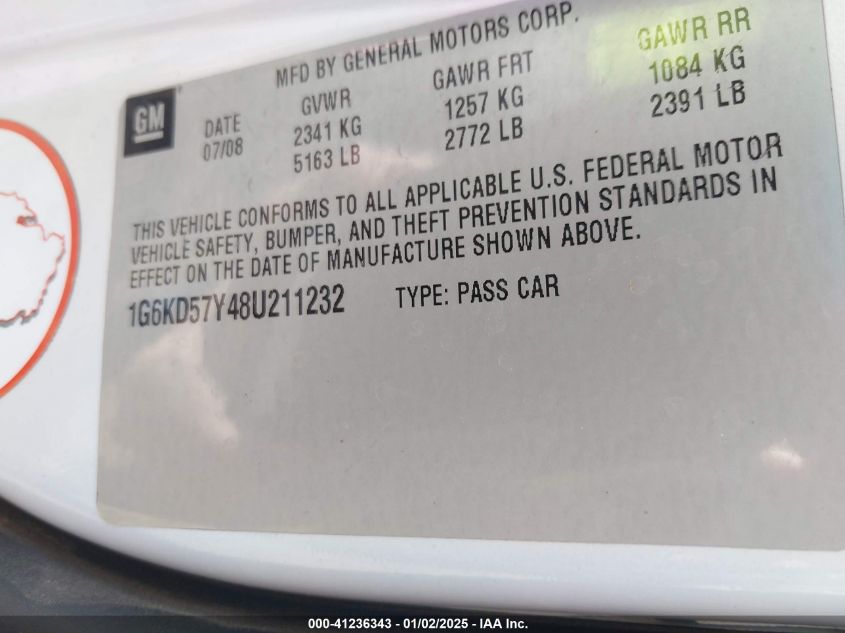 MFD BY GENERAL MOTORS CORP.
GM
DATE GVWR GAWR FRT GAWR RR
07/08 2341 KG 1257 KG 1084 KG
5163 LB 2772 LB 2391 LB
THIS VEHICLE CONFORMS TO ALL APPLICABLE U.S. FEDERAL MOTOR
VEHICLE SAFETY, BUMPER, AND THEFT PREVENTION STANDARDS IN
EFFECT ON THE DATE OF MANUFACTURE SHOWN ABOVE.
1G6KD57Y48U211232 TYPE: PASS CAR
000-41236343 - 01/02/2025 - IAA Inc.